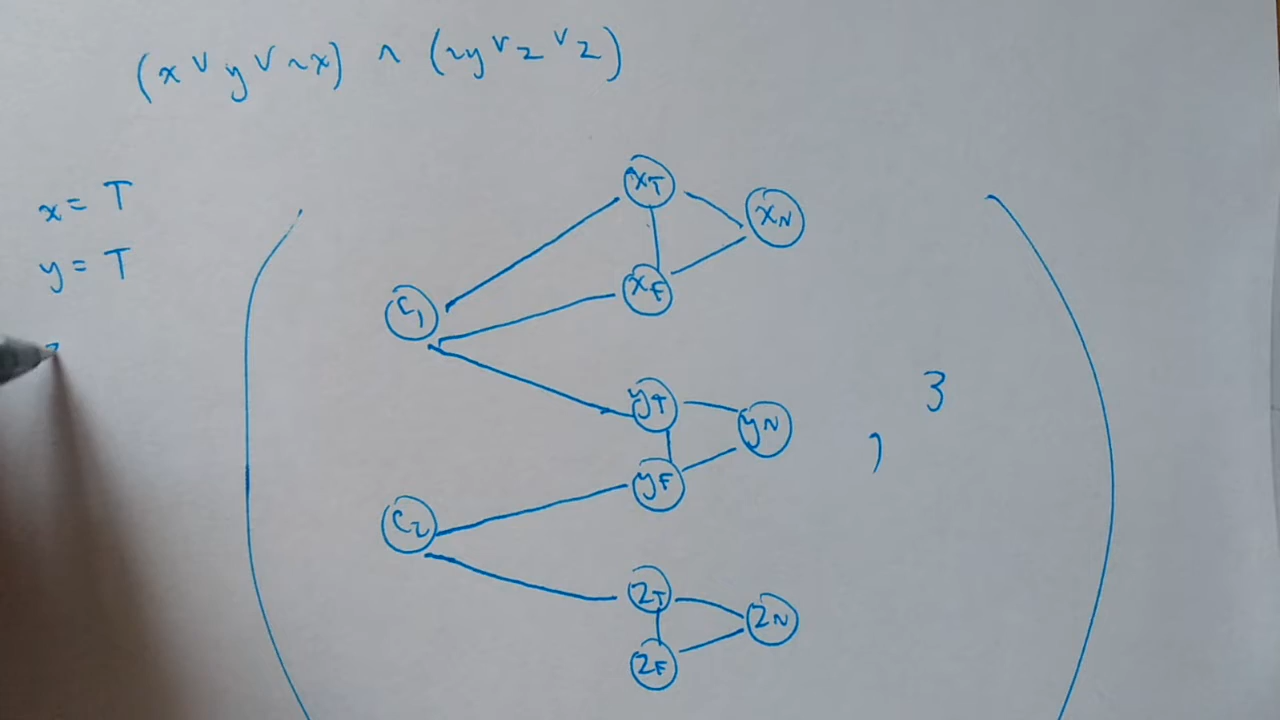 (x ∨ y ∨ ~x) ∧ (~y ∨ z ∨ z)
x = T
y = T
xT
xN
xF
C1
yT
yN
yF
C2
zT
zN
zF
, 3